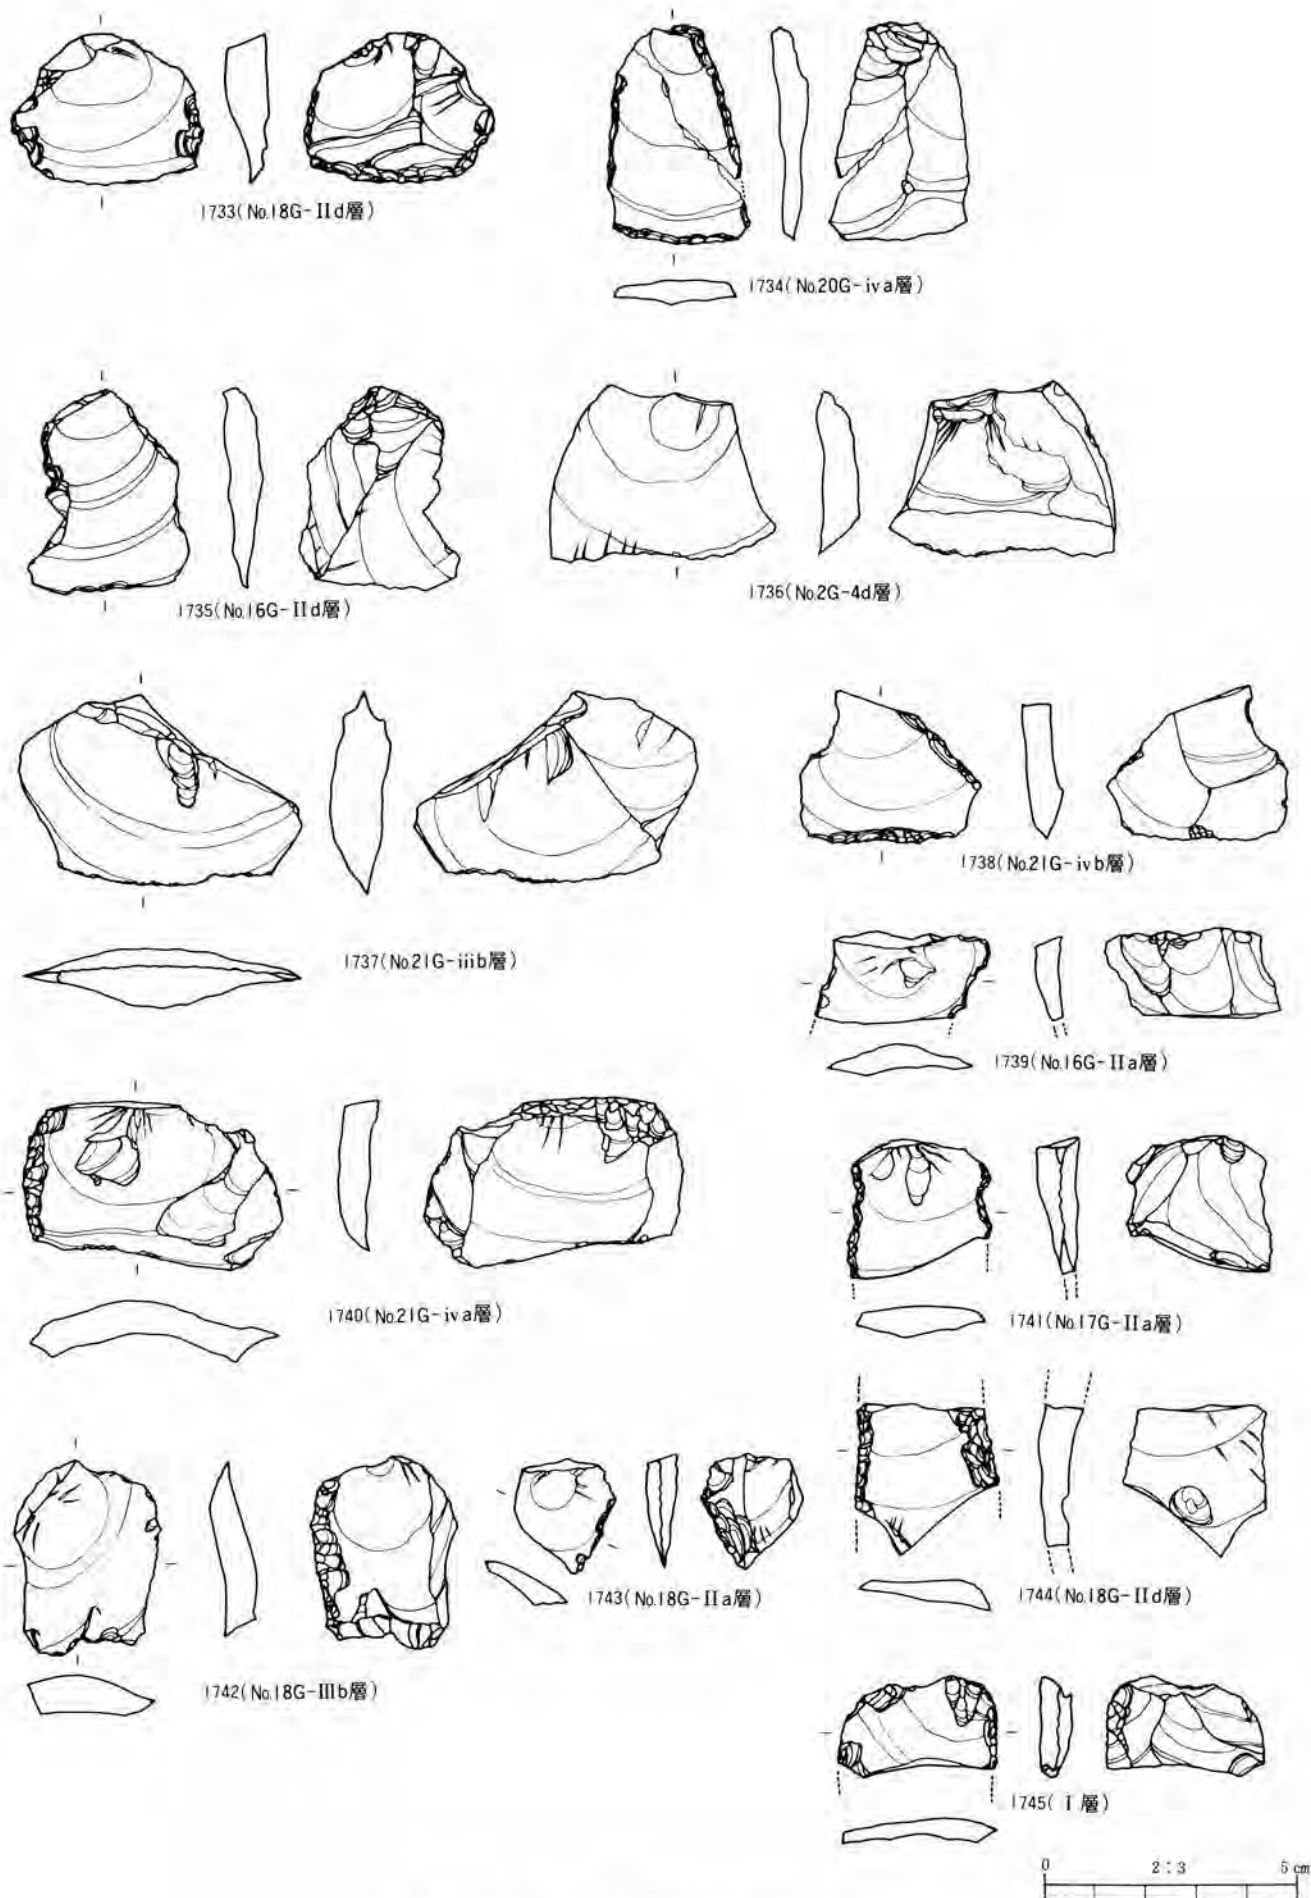 1733(No.18G-IId層)
1734(No.20G-iva層)
1735(No.16G-IId層)
1736(No.2G-4d層)
1737(No.21G-iiib層)
1738(No.21G-ivb層)
1739(No.16G-IIa層)
1740(No.21G-iva層)
1741(No.17G-IIa層)
1742(No.18G-IIIb層)
1743(No.18G-IIa層)
1744(No.18G-IId層)
1745( I 層)
0 2:3 5 cm